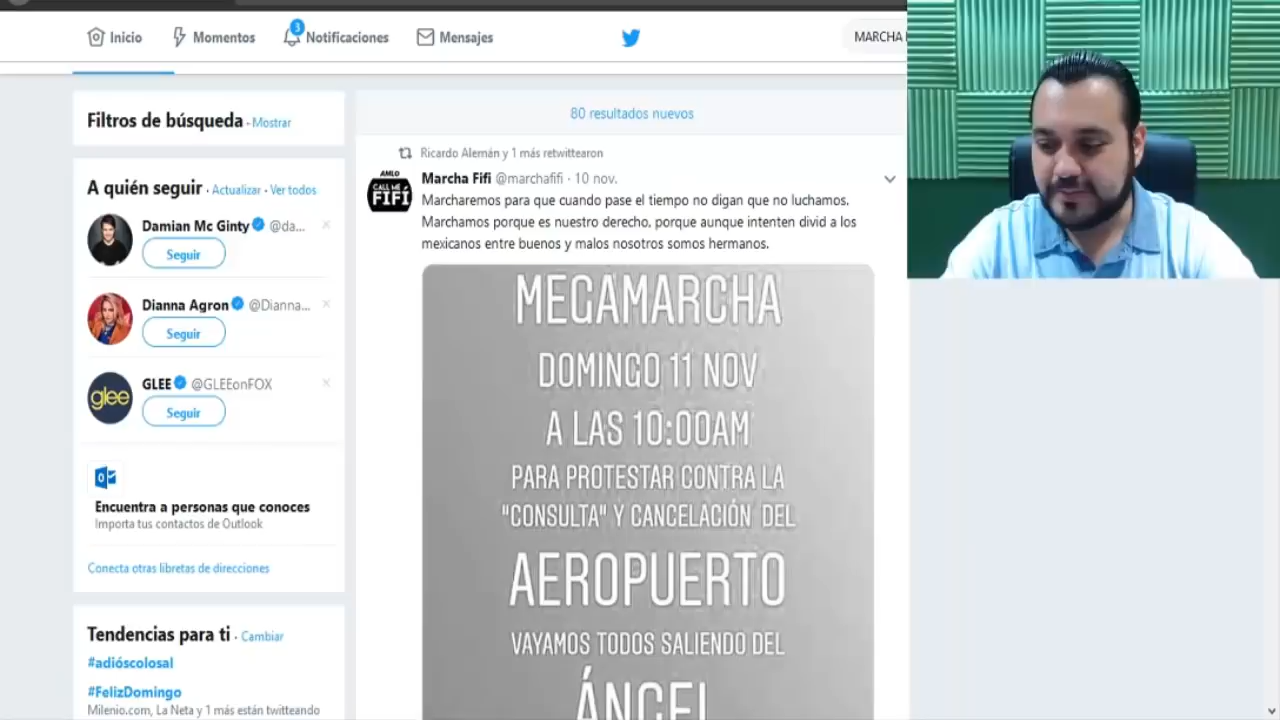 Inicio
Momentos
3
Notificaciones
Mensajes
MARCHA
Filtros de búsqueda · Mostrar
A quién seguir · Actualizar · Ver todos
Damian Mc Ginty @da...
Seguir
Dianna Agron @Dianna...
Seguir
glee
GLEE @GLEEonFOX
Seguir
Encuentra a personas que conoces
Importa tus contactos de Outlook
Conecta otras libretas de direcciones
Tendencias para ti · Cambiar
#adióscolosal
#FelizDomingo
Milenio.com, La Neta y 1 más están twitteando
80 resultados nuevos
Ricardo Alemán y 1 más retwittearon
AMLO
CALL ME
FIFÍ
Marcha Fifi @marchafifi · 10 nov.
Marcharemos para que cuando pase el tiempo no digan que no luchamos.
Marchamos porque es nuestro derecho, porque aunque intenten divid a los
mexicanos entre buenos y malos nosotros somos hermanos.
MEGAMARCHA
DOMINGO 11 NOV
A LAS 10:00AM
PARA PROTESTAR CONTRA LA
"CONSULTA" Y CANCELACIÓN DEL
AEROPUERTO
VAYAMOS TODOS SALIENDO DEL
ÁNGEL